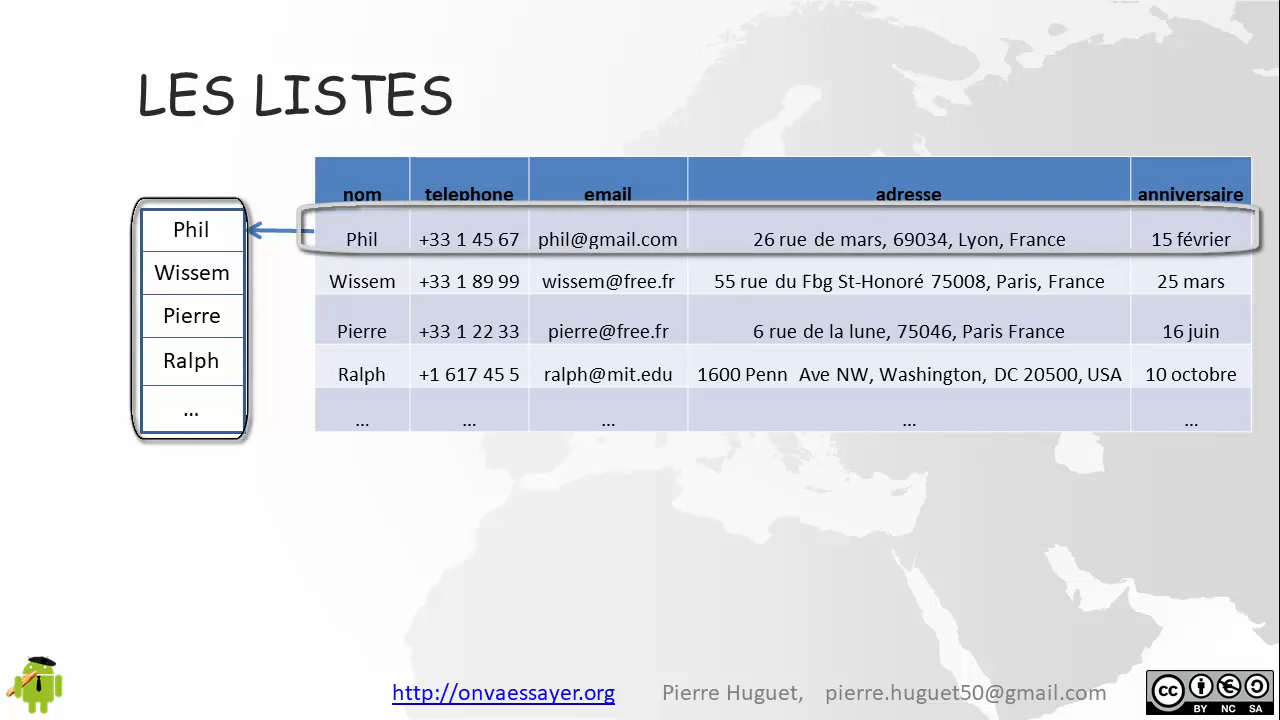 LES LISTES
Phil
Wissem
Pierre
Ralph
...
nom telephone email adresse anniversaire
Phil +33 1 45 67 phil@gmail.com 26 rue de mars, 69034, Lyon, France 15 février
Wissem +33 1 89 99 wissem@free.fr 55 rue du Fbg St-Honoré 75008, Paris, France 25 mars
Pierre +33 1 22 33 pierre@free.fr 6 rue de la lune, 75046, Paris France 16 juin
Ralph +1 617 45 5 ralph@mit.edu 1600 Penn Ave NW, Washington, DC 20500, USA 10 octobre
... ... ... ... ...
http://onvaessayer.org Pierre Huguet, pierre.huguet50@gmail.com
cc BY NC SA